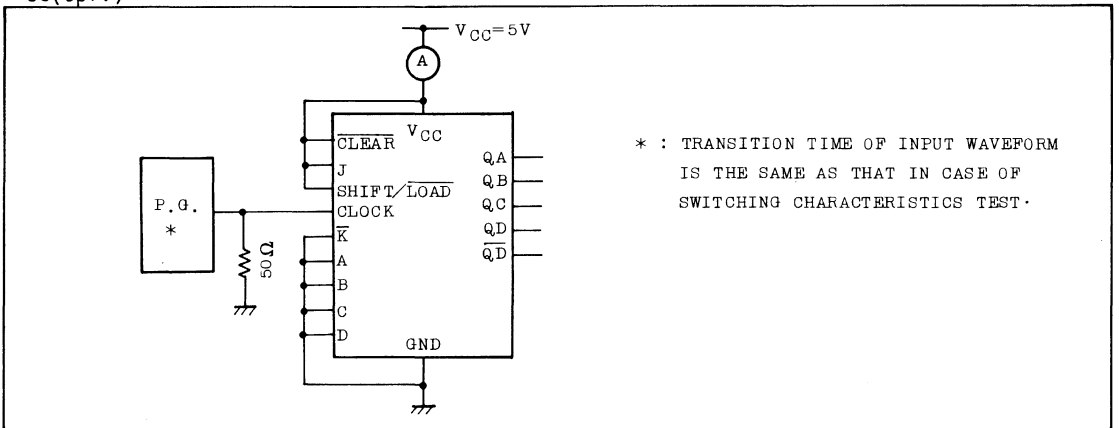 VCC=5V
A
VCC
CLEAR
J
SHIFT/LOAD
CLOCK
K
A
B
C
D
GND
QA
QB
QC
QD
QD
P.G.
*
50Ω
* : TRANSITION TIME OF INPUT WAVEFORM
IS THE SAME AS THAT IN CASE OF
SWITCHING CHARACTERISTICS TEST.